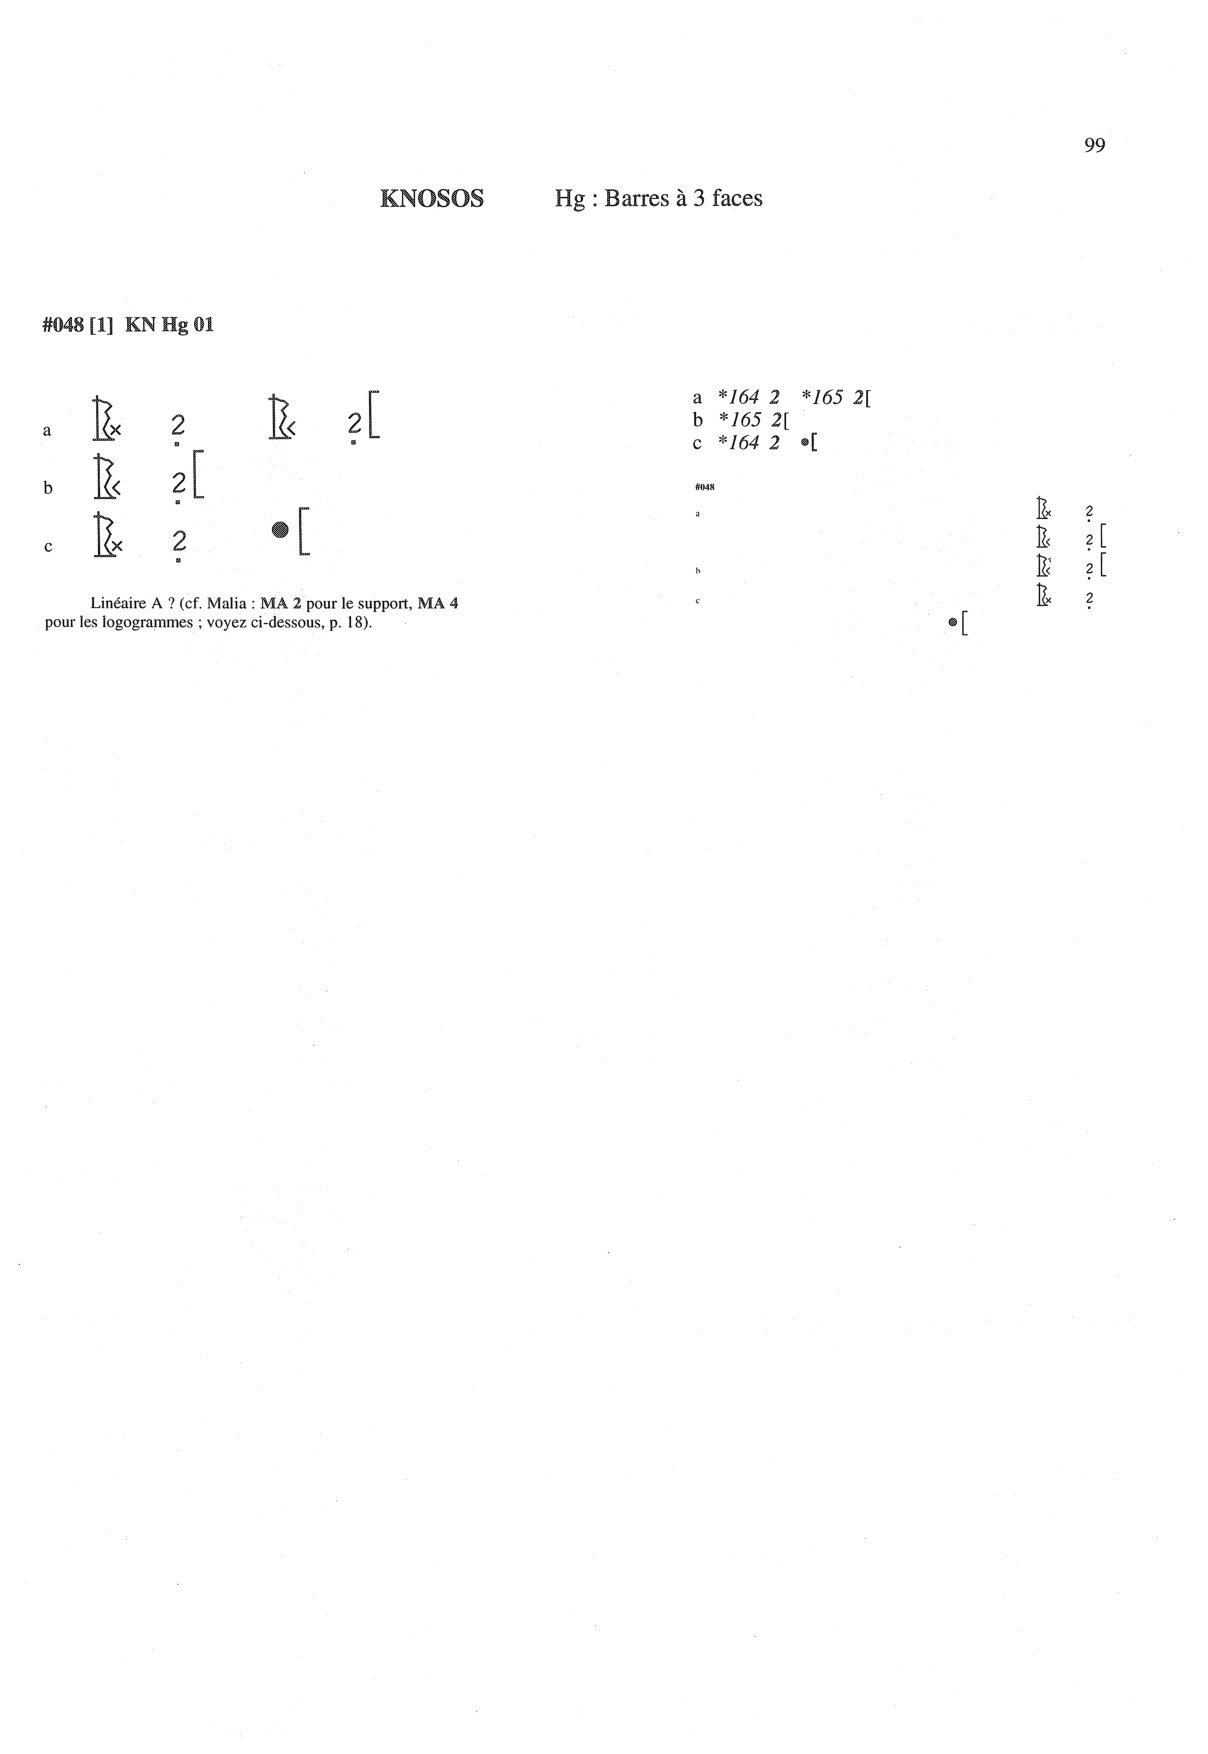 99
KNOSOS Hg : Barres à 3 faces
#048 [1] KN Hg 01
a 2 2[
b 2[
c 2 ●[
Linéaire A ? (cf. Malia : MA 2 pour le support, MA 4
pour les logogrammes ; voyez ci-dessous, p. 18).
a *164 2 *165 2[
b *165 2[
c *164 2 ●[
#048
a 2
2[
b 2[
c 2
●[